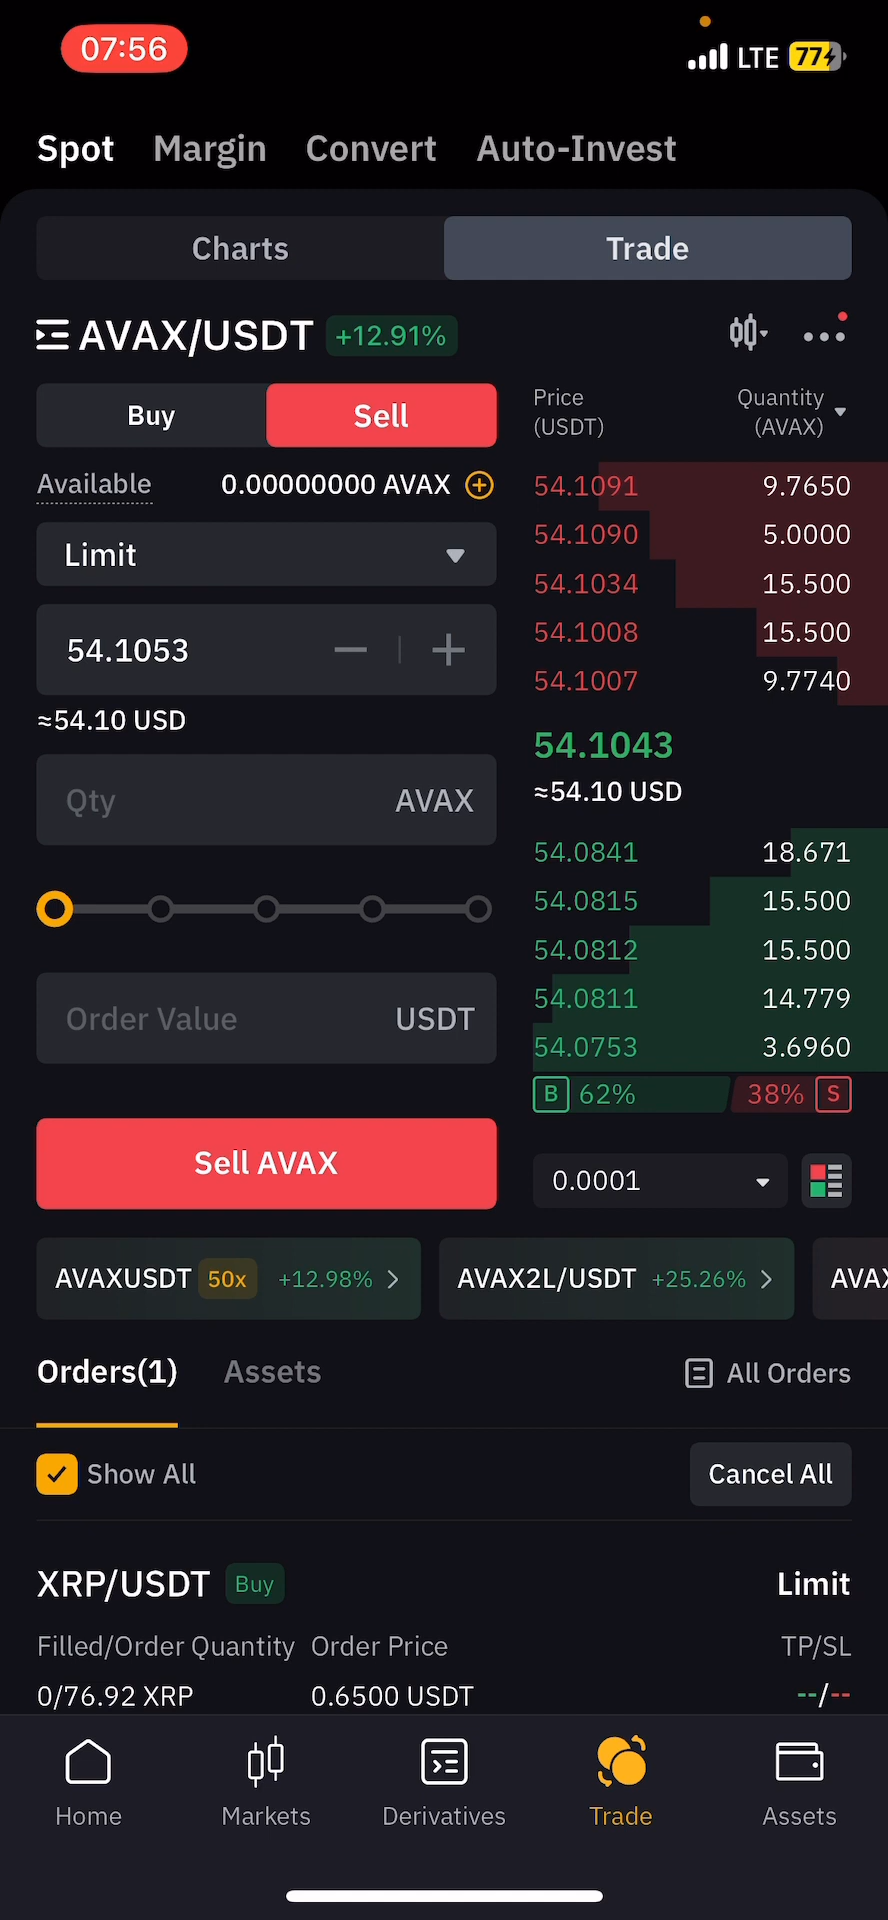 07:56
LTE 77
Spot Margin Convert Auto-Invest
Charts Trade
AVAX/USDT +12.91%
Buy Sell
Available 0.00000000 AVAX
Limit
54.1053
≈54.10 USD
Qty AVAX
Order Value USDT
Sell AVAX
Price Quantity
(USDT) (AVAX)
54.1091 9.7650
54.1090 5.0000
54.1034 15.500
54.1008 15.500
54.1007 9.7740
54.1043
≈54.10 USD
54.0841 18.671
54.0815 15.500
54.0812 15.500
54.0811 14.779
54.0753 3.6960
B 62% 38% S
0.0001
AVAXUSDT 50x +12.98% AVAX2L/USDT +25.26% AVAX
Orders(1) Assets All Orders
Show All Cancel All
XRP/USDT Buy Limit
Filled/Order Quantity Order Price TP/SL
0/76.92 XRP 0.6500 USDT --/--
Home Markets Derivatives Trade Assets